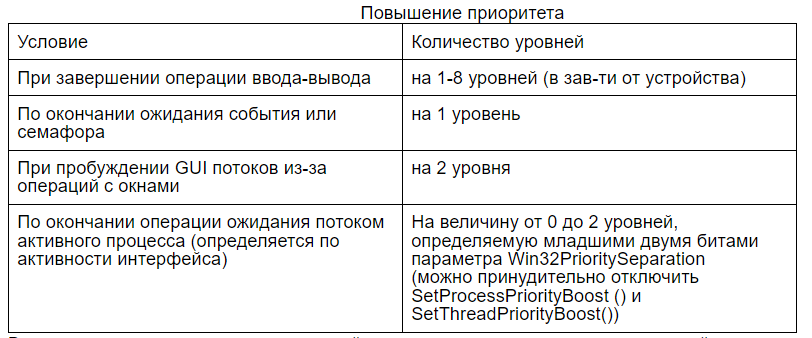 Повышение приоритета
Условие
Количество уровней
При завершении операции ввода-вывода
на 1-8 уровней (в зав-ти от устройства)
По окончании ожидания события или
семафора
на 1 уровень
При пробуждении GUI потоков из-за
операций с окнами
на 2 уровня
По окончании операции ожидания потоком
активного процесса (определяется по
активности интерфейса)
На величину от 0 до 2 уровней,
определяемую младшими двумя битами
параметра Win32PrioritySeparation
(можно принудительно отключить
SetProcessPriorityBoost () и
SetThreadPriorityBoost())